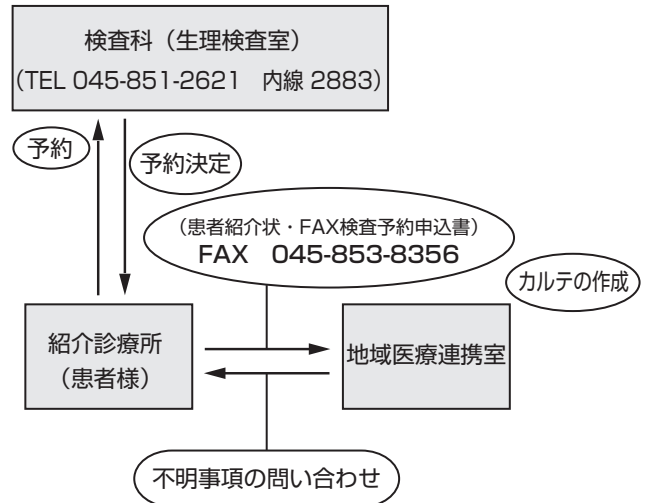 検査科（生理検査室）
（TEL 045-851-2621　内線 2883）
予約
予約決定
（患者紹介状・FAX検査予約申込書）
FAX　045-853-8356
カルテの作成
紹介診療所
（患者様）
地域医療連携室
不明事項の問い合わせ